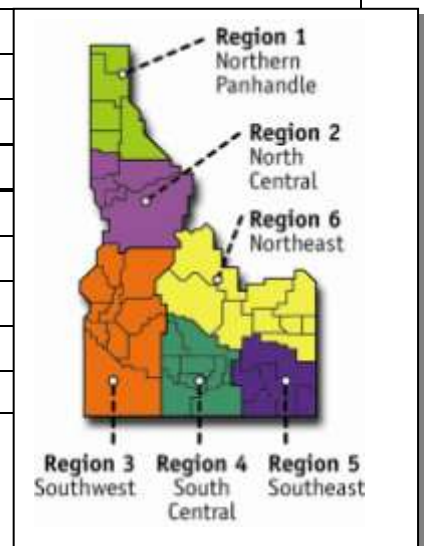 Region 1
Northern
Panhandle
Region 2
North
Central
Region 6
Northeast
Region 3
Southwest
Region 4
South
Central
Region 5
Southeast